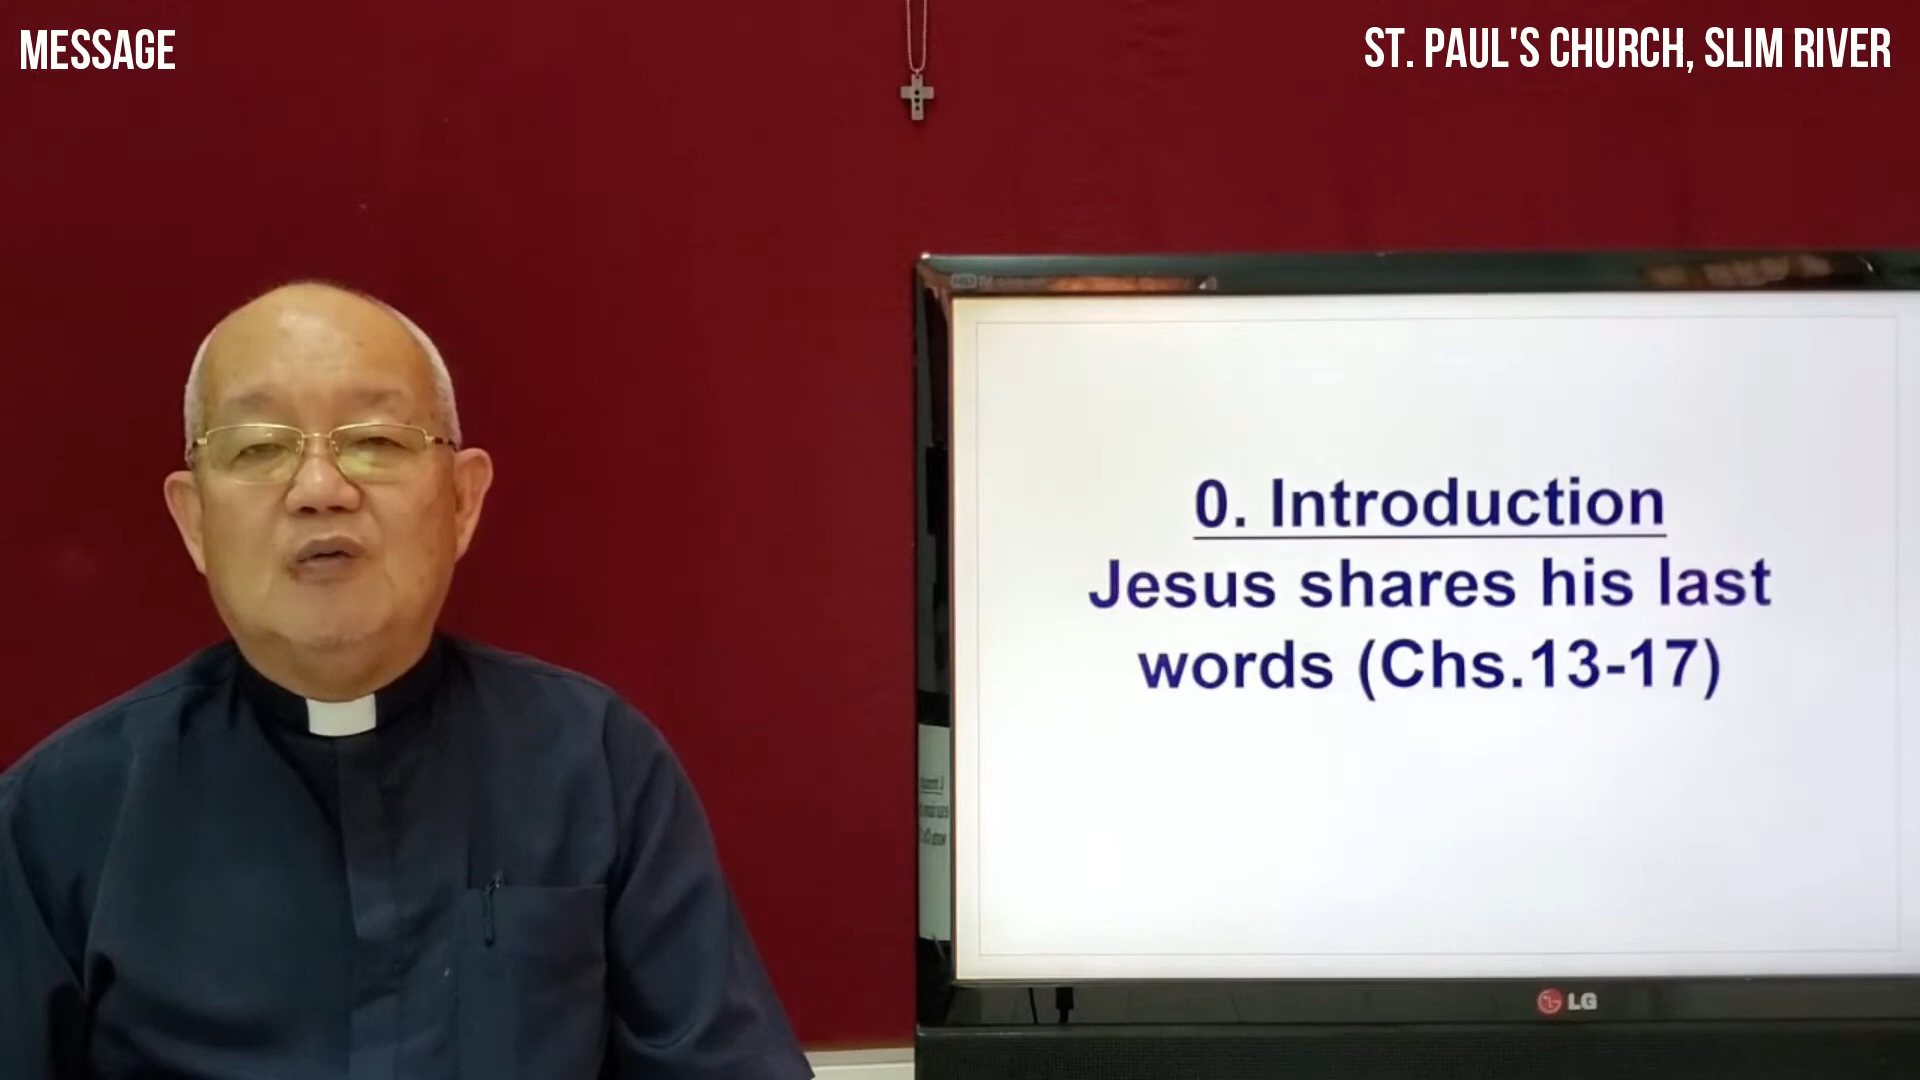 MESSAGE
ST. PAUL'S CHURCH, SLIM RIVER
0. Introduction
Jesus shares his last
words (Chs.13-17)
LG